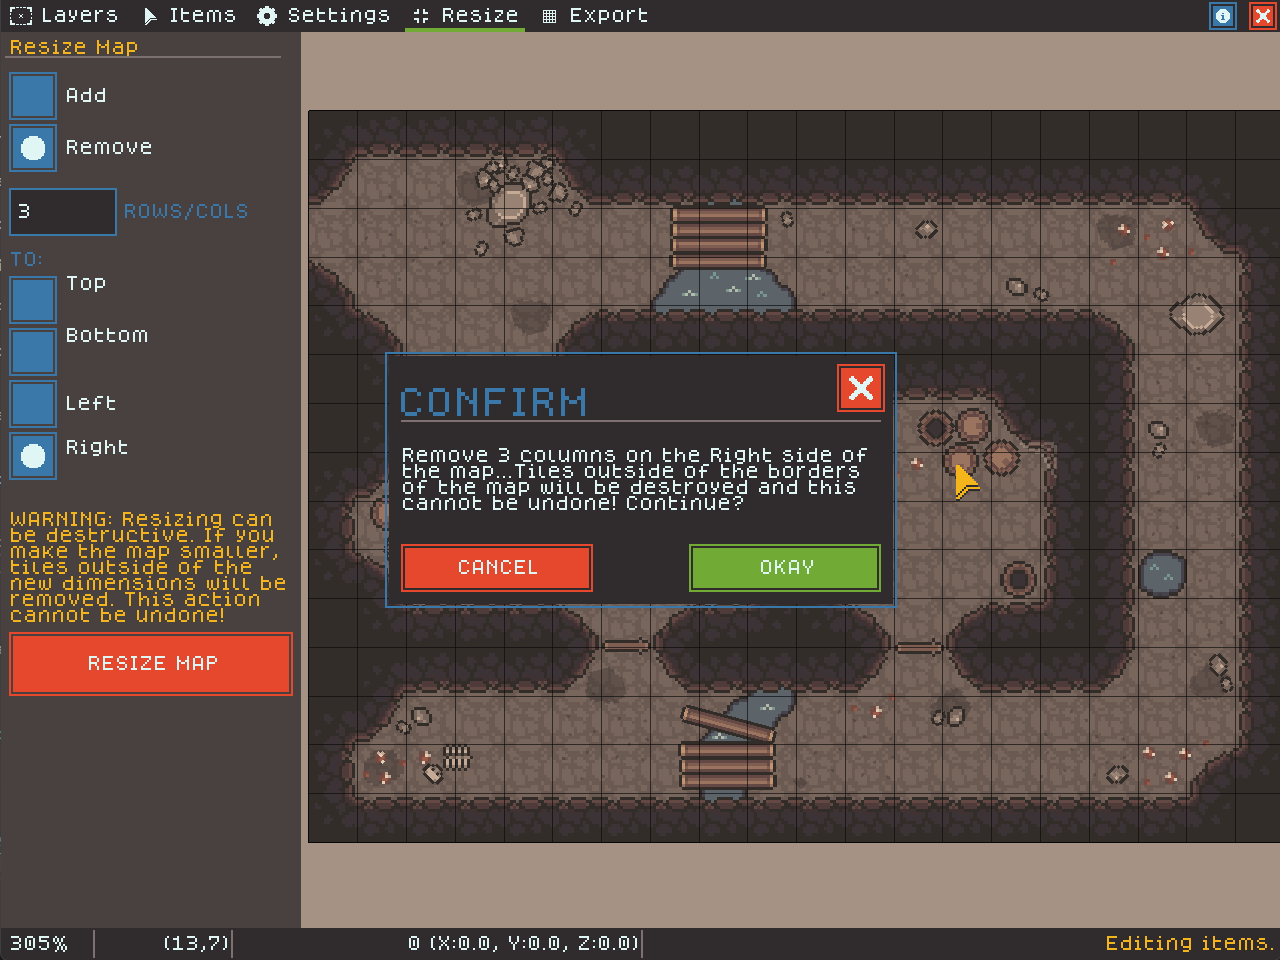 Layers Items Settings Resize Export
Resize Map
Add
Remove
3 ROWS/COLS
TO:
Top
Bottom
Left
Right
WARNING: Resizing can
be destructive. If you
make the map smaller,
tiles outside of the
new dimensions will be
removed. This action
cannot be undone!
RESIZE MAP
CONFIRM
Remove 3 columns on the Right side of
the map...Tiles outside of the borders
of the map will be destroyed and this
cannot be undone! Continue?
CANCEL OKAY
305% (13,7) 0 (X:0.0, Y:0.0, Z:0.0) Editing items.